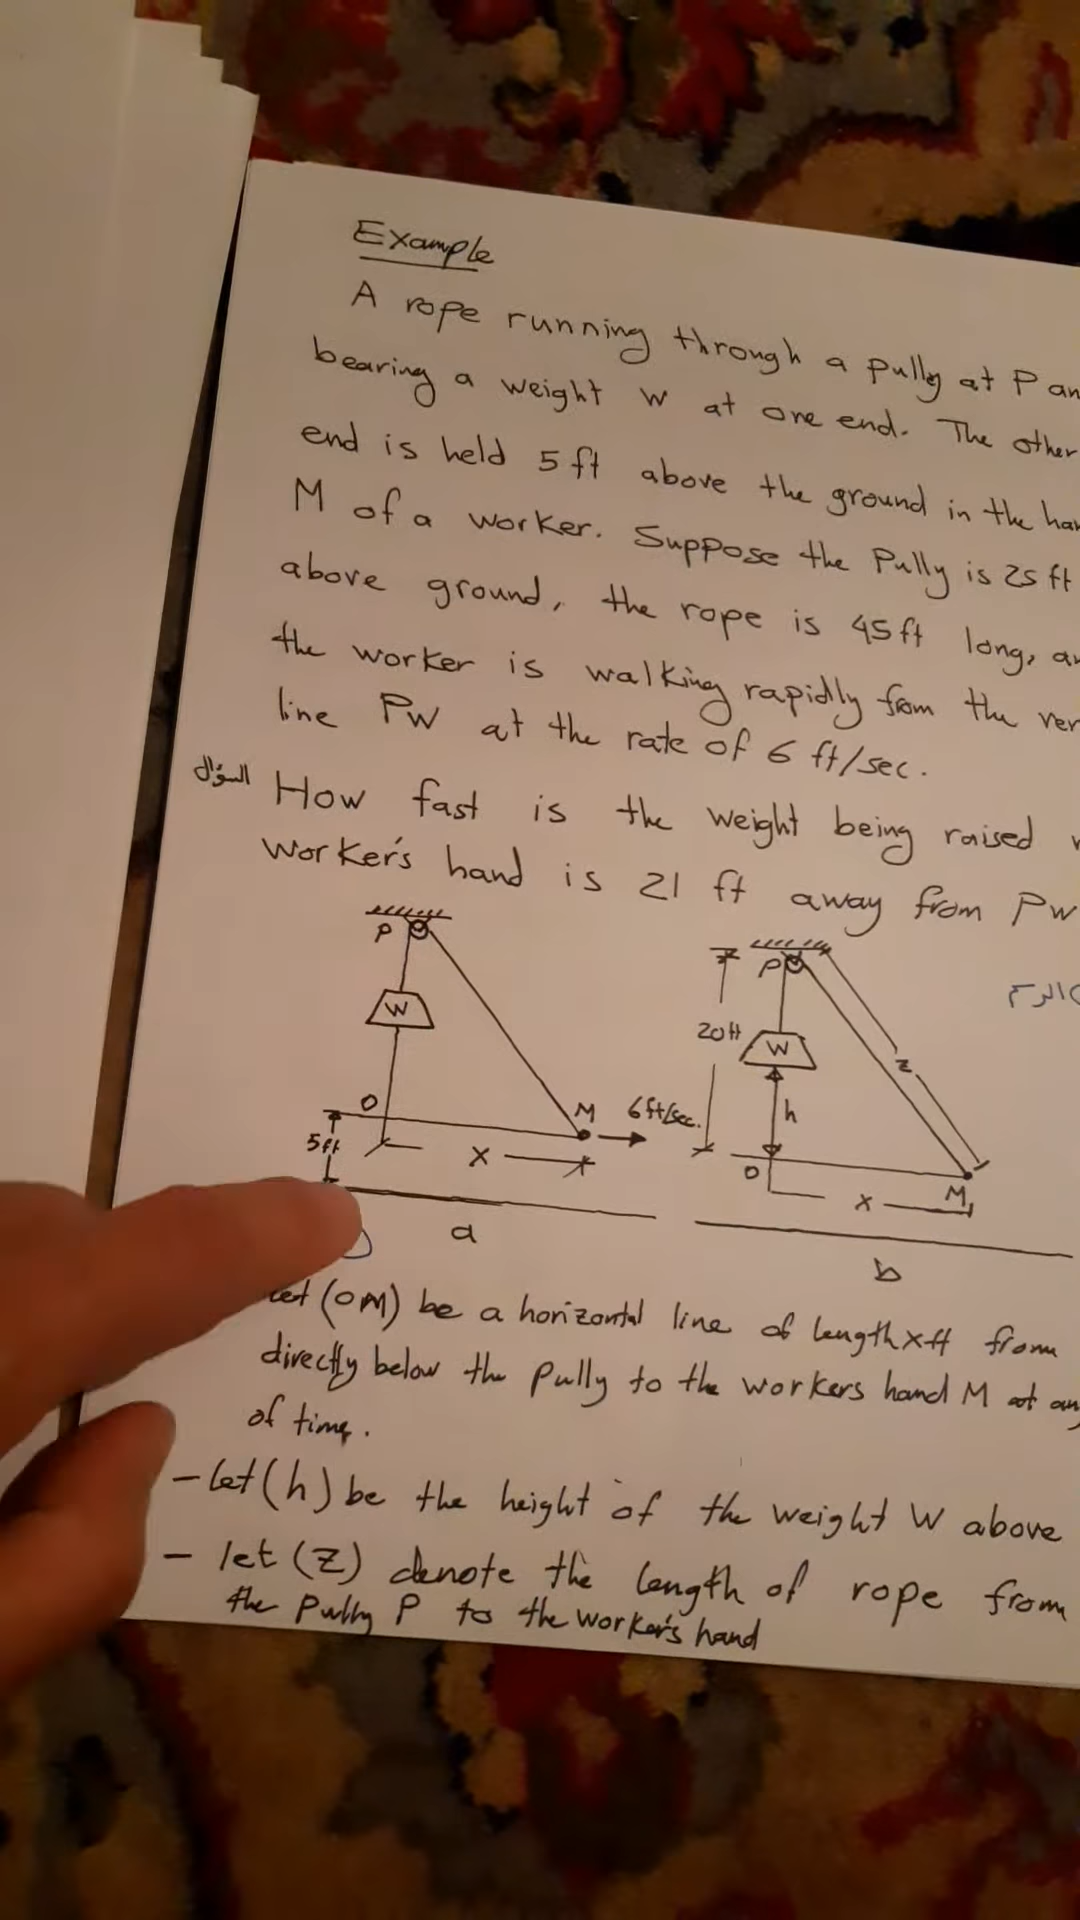 Example
A rope running through a pully at P an
bearing a weight W at one end. The other
end is held 5 ft above the ground in the han
M of a worker. Suppose the Pully is 25 ft
above ground, the rope is 45 ft long, an
the worker is walking rapidly from the ver
line PW at the rate of 6 ft/sec.
السؤال How fast is the weight being raised w
worker's hand is 21 ft away from PW
P
W
O
M 6 ft/sec.
5ft
X
a
P
20 ft
W
z
h
O
M
X
b
الرسم
Let (OM) be a horizontal line of length x ft from
directly below the pully to the workers hand M at any
of time.
- let (h) be the height of the weight W above
- let (Z) denote the length of rope from
the Pully P to the worker's hand